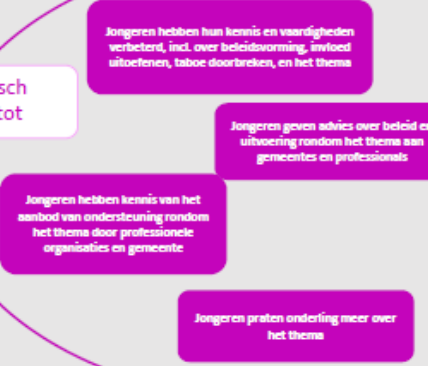 Jongeren hebben hun kennis en vaardigheden
verbeterd, incl. over beleidsvorming, invloed
uitoefenen, taboe doorbreken, en het thema
sch
tot
Jongeren geven advies over beleid en
uitvoering rondom het thema aan
gemeentes en professionals
Jongeren hebben kennis van het
aanbod van ondersteuning rondom
het thema door professionele
organisaties en gemeente
Jongeren praten onderling meer over
het thema